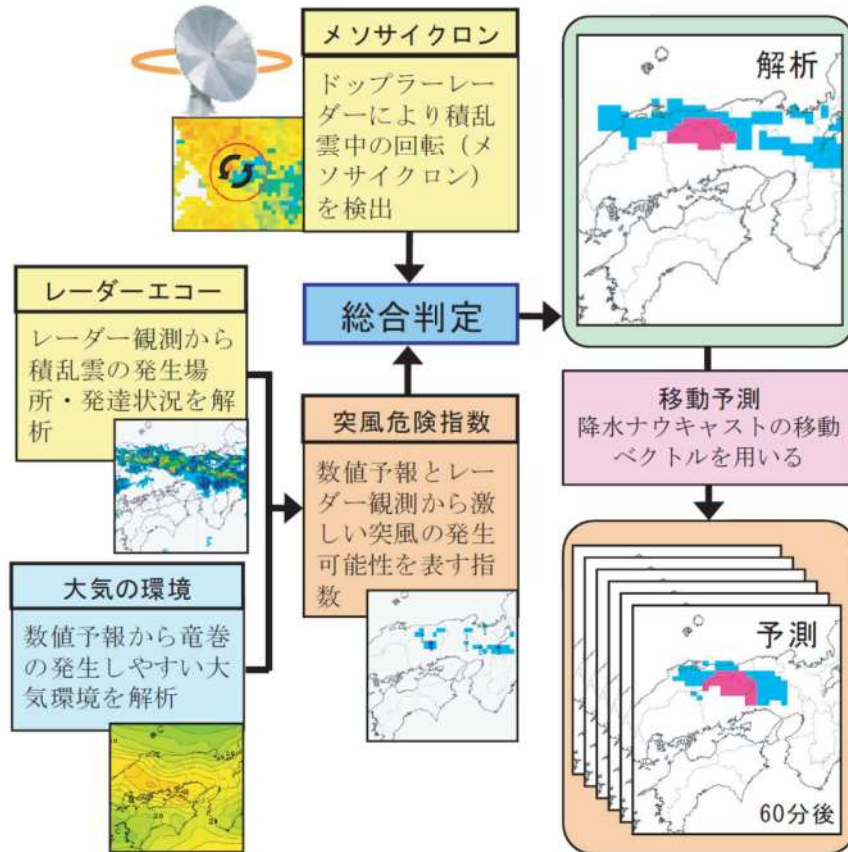 メソサイクロン
ドップラーレー
ダーにより積乱
雲中の回転（メ
ソサイクロン）
を検出
解析
レーダーエコー
レーダー観測から
積乱雲の発生場
所・発達状況を解
析
総合判定
移動予測
降水ナウキャストの移動
ベクトルを用いる
突風危険指数
数値予報とレー
ダー観測から激
しい突風の発生
可能性を表す指
数
大気の環境
数値予報から竜巻
の発生しやすい大
気環境を解析
予測
60分後